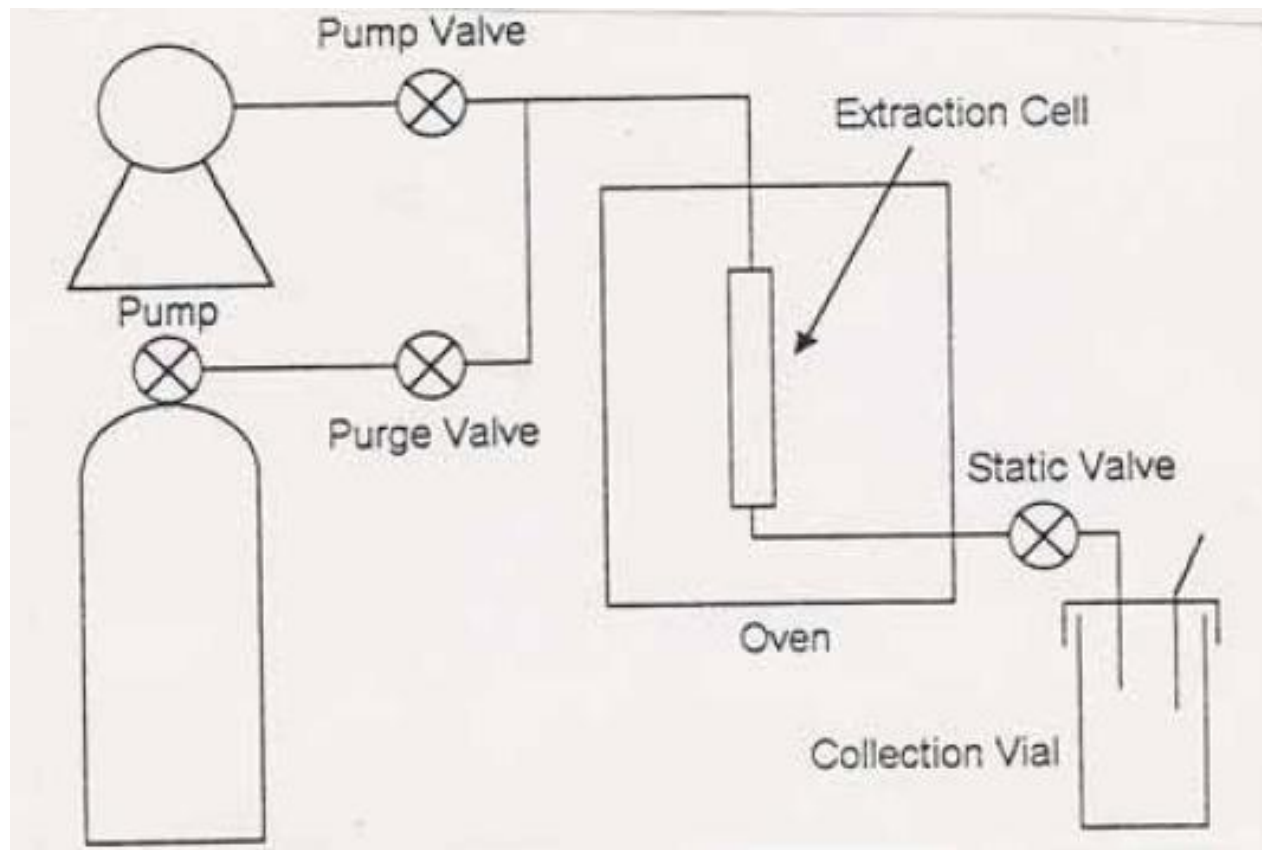 Pump Valve
Extraction Cell
Pump
Purge Valve
Static Valve
Oven
Collection Vial